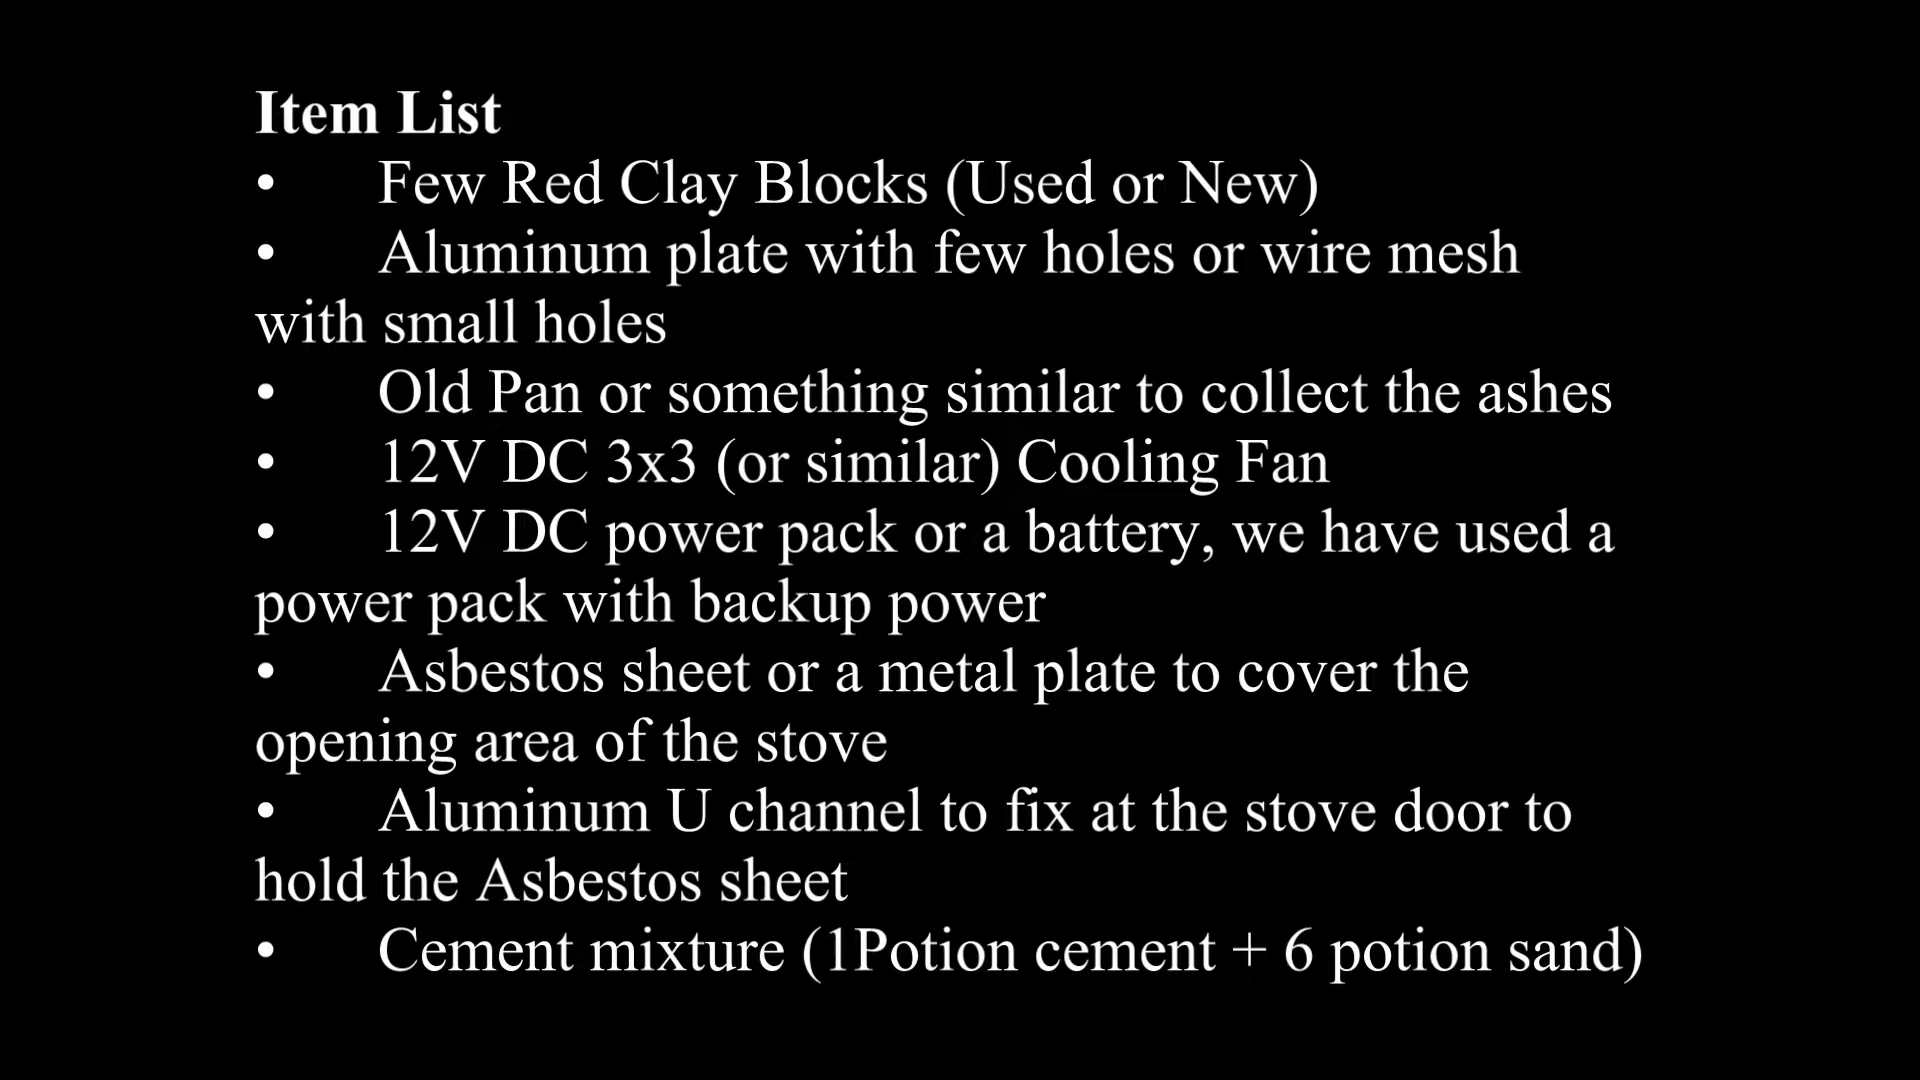 Item List
• Few Red Clay Blocks (Used or New)
• Aluminum plate with few holes or wire mesh
with small holes
• Old Pan or something similar to collect the ashes
• 12V DC 3x3 (or similar) Cooling Fan
• 12V DC power pack or a battery, we have used a
power pack with backup power
• Asbestos sheet or a metal plate to cover the
opening area of the stove
• Aluminum U channel to fix at the stove door to
hold the Asbestos sheet
• Cement mixture (1Potion cement + 6 potion sand)